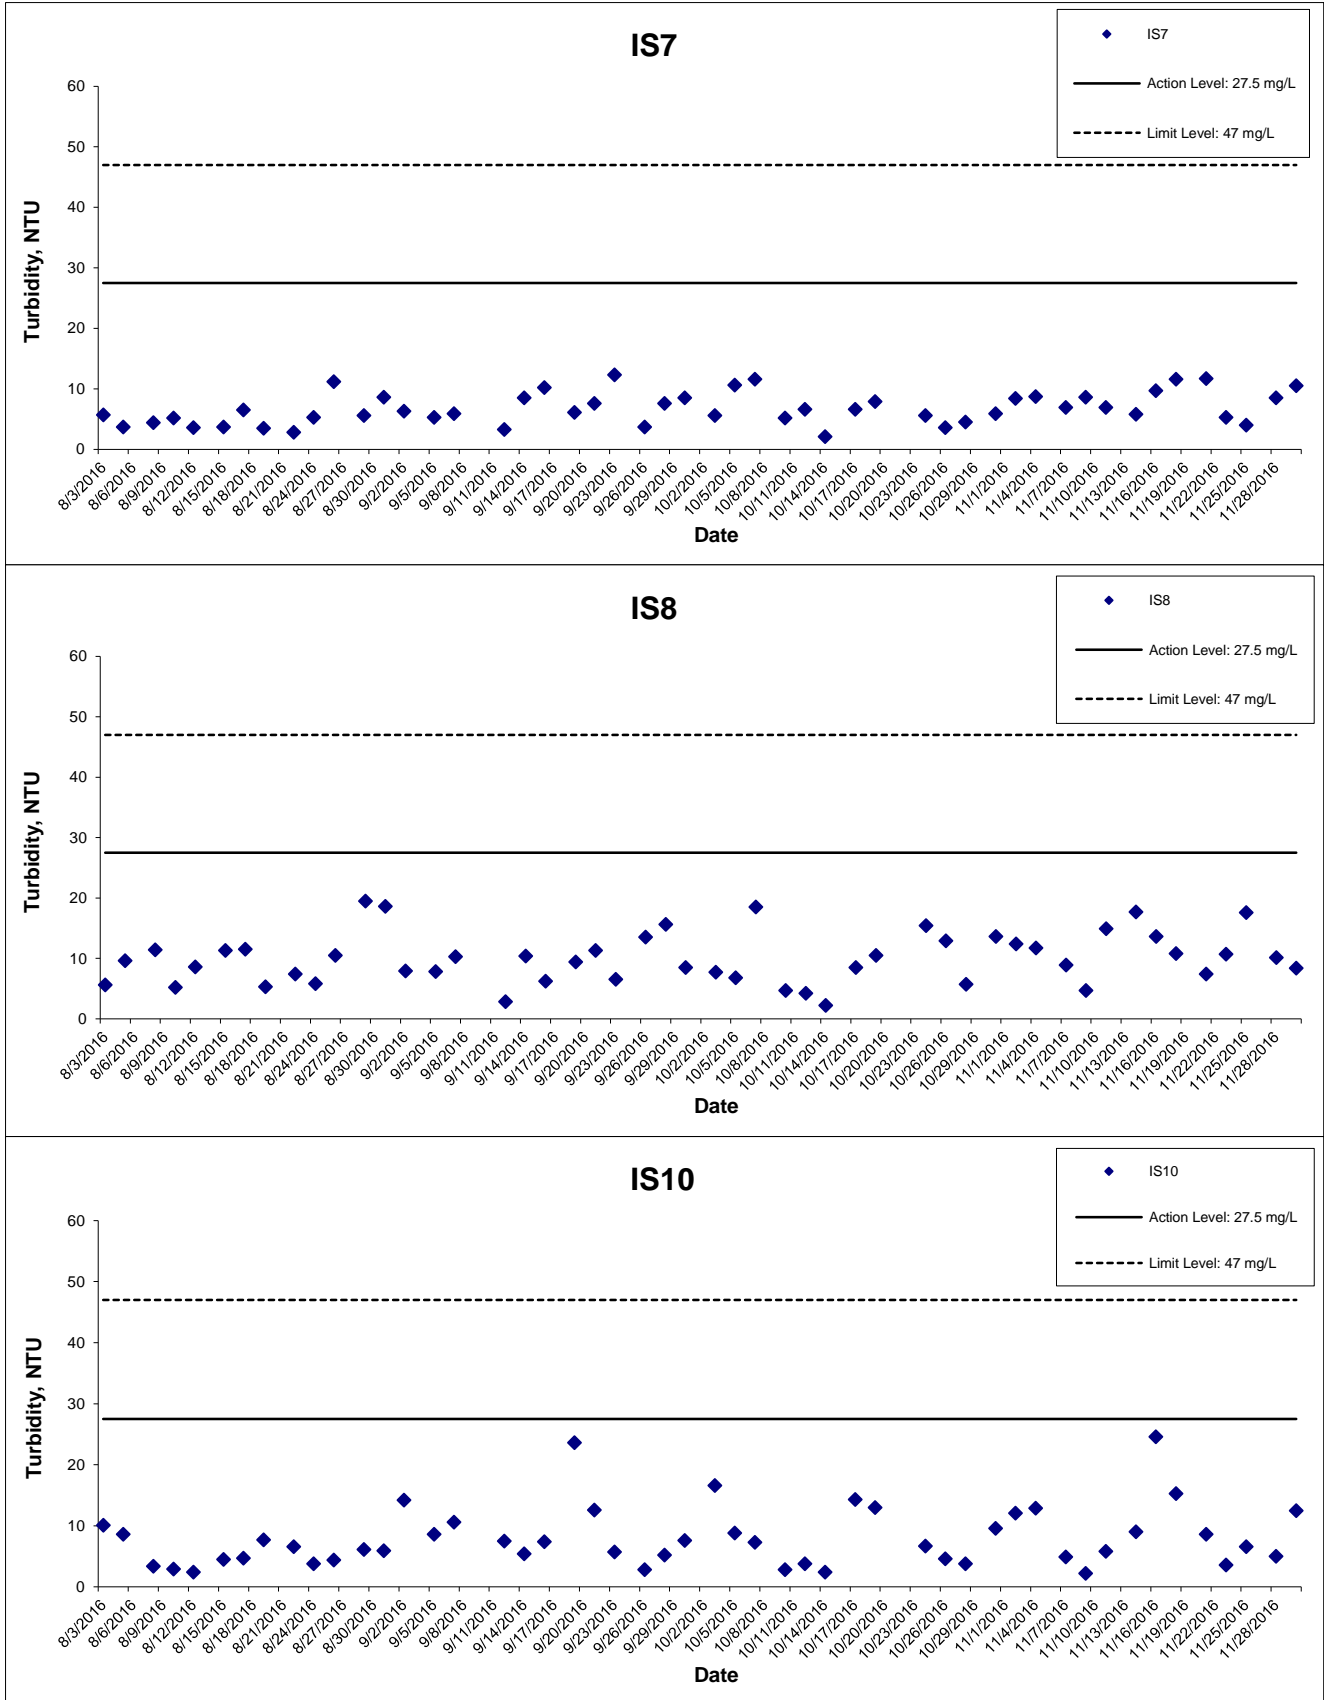 IS7
IS7
Action Level: 27.5 mg/L
Limit Level: 47 mg/L
60
50
40
30
20
10
0
Turbidity, NTU
8/3/2016 8/6/2016 8/9/2016 8/12/2016 8/15/2016 8/18/2016 8/21/2016 8/24/2016 8/27/2016 8/30/2016 9/2/2016 9/5/2016 9/8/2016 9/11/2016 9/14/2016 9/17/2016 9/20/2016 9/23/2016 9/26/2016 9/29/2016 10/2/2016 10/5/2016 10/8/2016 10/11/2016 10/14/2016 10/17/2016 10/20/2016 10/23/2016 10/26/2016 10/29/2016 11/1/2016 11/4/2016 11/7/2016 11/10/2016 11/13/2016 11/16/2016 11/19/2016 11/22/2016 11/25/2016 11/28/2016
Date
IS8
IS8
Action Level: 27.5 mg/L
Limit Level: 47 mg/L
60
50
40
30
20
10
0
Turbidity, NTU
8/3/2016 8/6/2016 8/9/2016 8/12/2016 8/15/2016 8/18/2016 8/21/2016 8/24/2016 8/27/2016 8/30/2016 9/2/2016 9/5/2016 9/8/2016 9/11/2016 9/14/2016 9/17/2016 9/20/2016 9/23/2016 9/26/2016 9/29/2016 10/2/2016 10/5/2016 10/8/2016 10/11/2016 10/14/2016 10/17/2016 10/20/2016 10/23/2016 10/26/2016 10/29/2016 11/1/2016 11/4/2016 11/7/2016 11/10/2016 11/13/2016 11/16/2016 11/19/2016 11/22/2016 11/25/2016 11/28/2016
Date
IS10
IS10
Action Level: 27.5 mg/L
Limit Level: 47 mg/L
60
50
40
30
20
10
0
Turbidity, NTU
8/3/2016 8/6/2016 8/9/2016 8/12/2016 8/15/2016 8/18/2016 8/21/2016 8/24/2016 8/27/2016 8/30/2016 9/2/2016 9/5/2016 9/8/2016 9/11/2016 9/14/2016 9/17/2016 9/20/2016 9/23/2016 9/26/2016 9/29/2016 10/2/2016 10/5/2016 10/8/2016 10/11/2016 10/14/2016 10/17/2016 10/20/2016 10/23/2016 10/26/2016 10/29/2016 11/1/2016 11/4/2016 11/7/2016 11/10/2016 11/13/2016 11/16/2016 11/19/2016 11/22/2016 11/25/2016 11/28/2016
Date